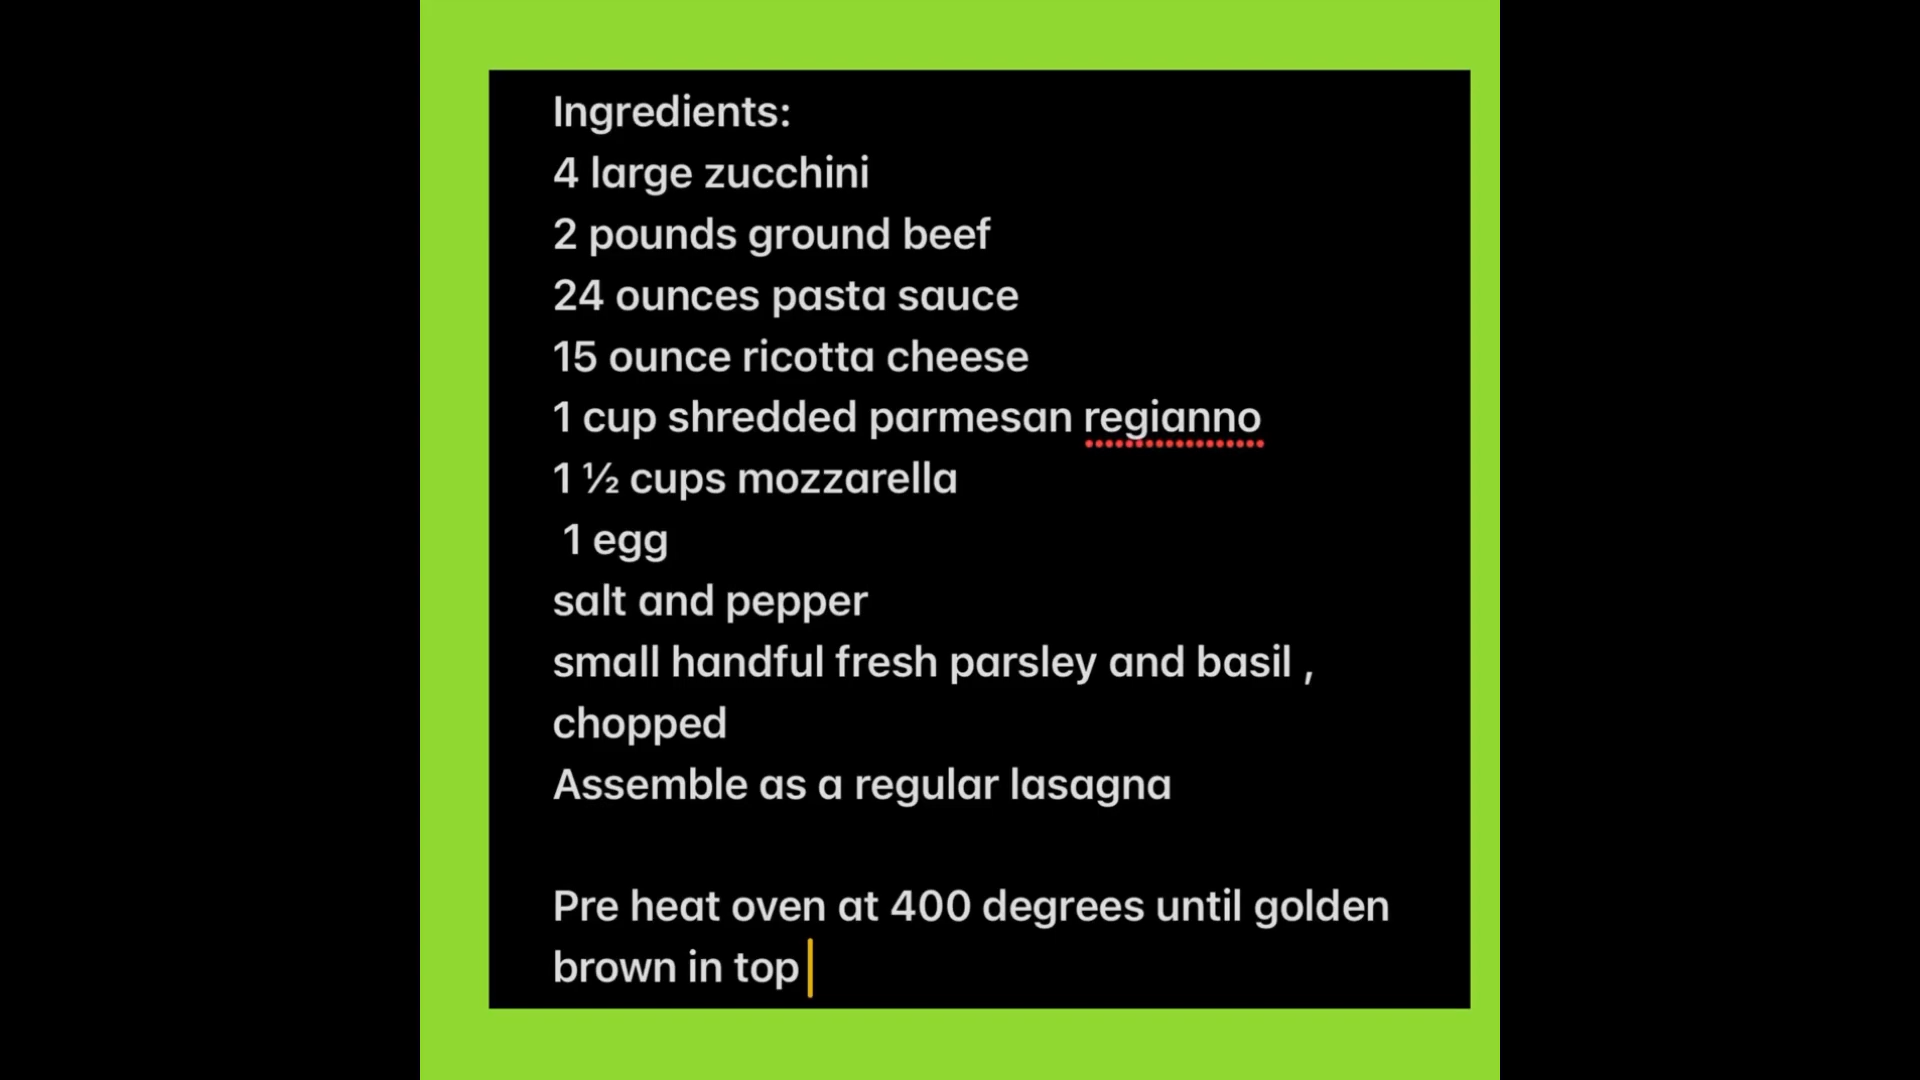 Ingredients:
4 large zucchini
2 pounds ground beef
24 ounces pasta sauce
15 ounce ricotta cheese
1 cup shredded parmesan regianno
1 ½ cups mozzarella
1 egg
salt and pepper
small handful fresh parsley and basil ,
chopped
Assemble as a regular lasagna
Pre heat oven at 400 degrees until golden
brown in top